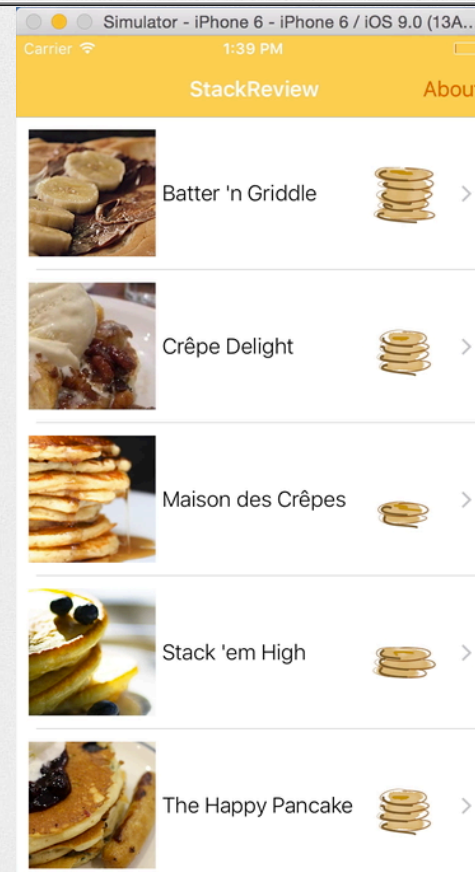 Simulator - iPhone 6 - iPhone 6 / iOS 9.0 (13A...
Carrier 1:39 PM
StackReview About
Batter 'n Griddle
Crêpe Delight
Maison des Crêpes
Stack 'em High
The Happy Pancake